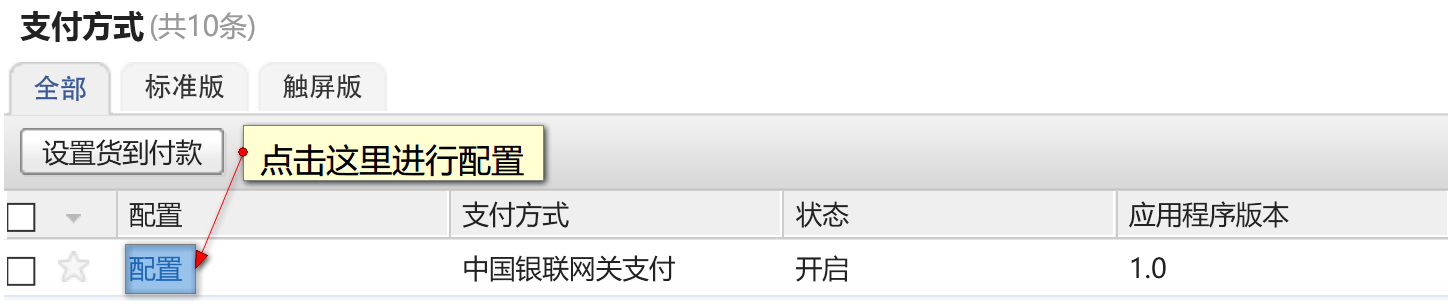 支付方式(共10条)
全部 标准版 触屏版
设置货到付款 点击这里进行配置
配置 支付方式 状态 应用程序版本
配置 中国银联网关支付 开启 1.0